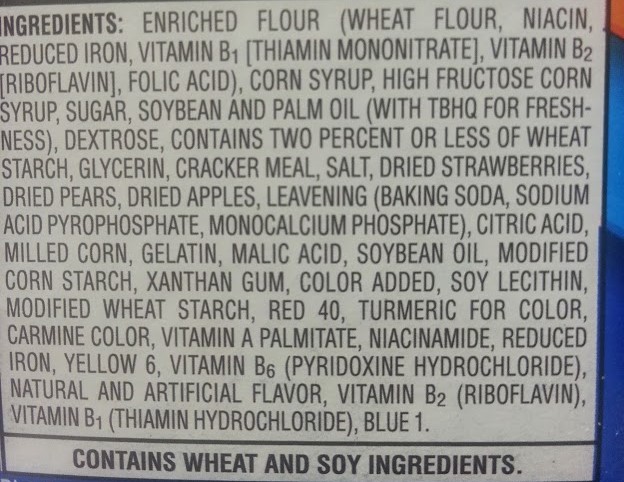 INGREDIENTS: ENRICHED FLOUR (WHEAT FLOUR, NIACIN,
REDUCED IRON, VITAMIN B1 [THIAMIN MONONITRATE], VITAMIN B2
[RIBOFLAVIN], FOLIC ACID), CORN SYRUP, HIGH FRUCTOSE CORN
SYRUP, SUGAR, SOYBEAN AND PALM OIL (WITH TBHQ FOR FRESH-
NESS), DEXTROSE, CONTAINS TWO PERCENT OR LESS OF WHEAT
STARCH, GLYCERIN, CRACKER MEAL, SALT, DRIED STRAWBERRIES,
DRIED PEARS, DRIED APPLES, LEAVENING (BAKING SODA, SODIUM
ACID PYROPHOSPHATE, MONOCALCIUM PHOSPHATE), CITRIC ACID,
MILLED CORN, GELATIN, MALIC ACID, SOYBEAN OIL, MODIFIED
CORN STARCH, XANTHAN GUM, COLOR ADDED, SOY LECITHIN,
MODIFIED WHEAT STARCH, RED 40, TURMERIC FOR COLOR,
CARMINE COLOR, VITAMIN A PALMITATE, NIACINAMIDE, REDUCED
IRON, YELLOW 6, VITAMIN B6 (PYRIDOXINE HYDROCHLORIDE),
NATURAL AND ARTIFICIAL FLAVOR, VITAMIN B2 (RIBOFLAVIN),
VITAMIN B1 (THIAMIN HYDROCHLORIDE), BLUE 1.
CONTAINS WHEAT AND SOY INGREDIENTS.